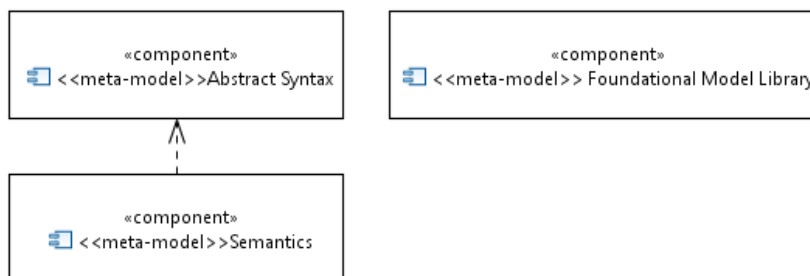 «component»
<<meta-model>>Abstract Syntax
«component»
<<meta-model>> Foundational Model Library
«component»
<<meta-model>>Semantics